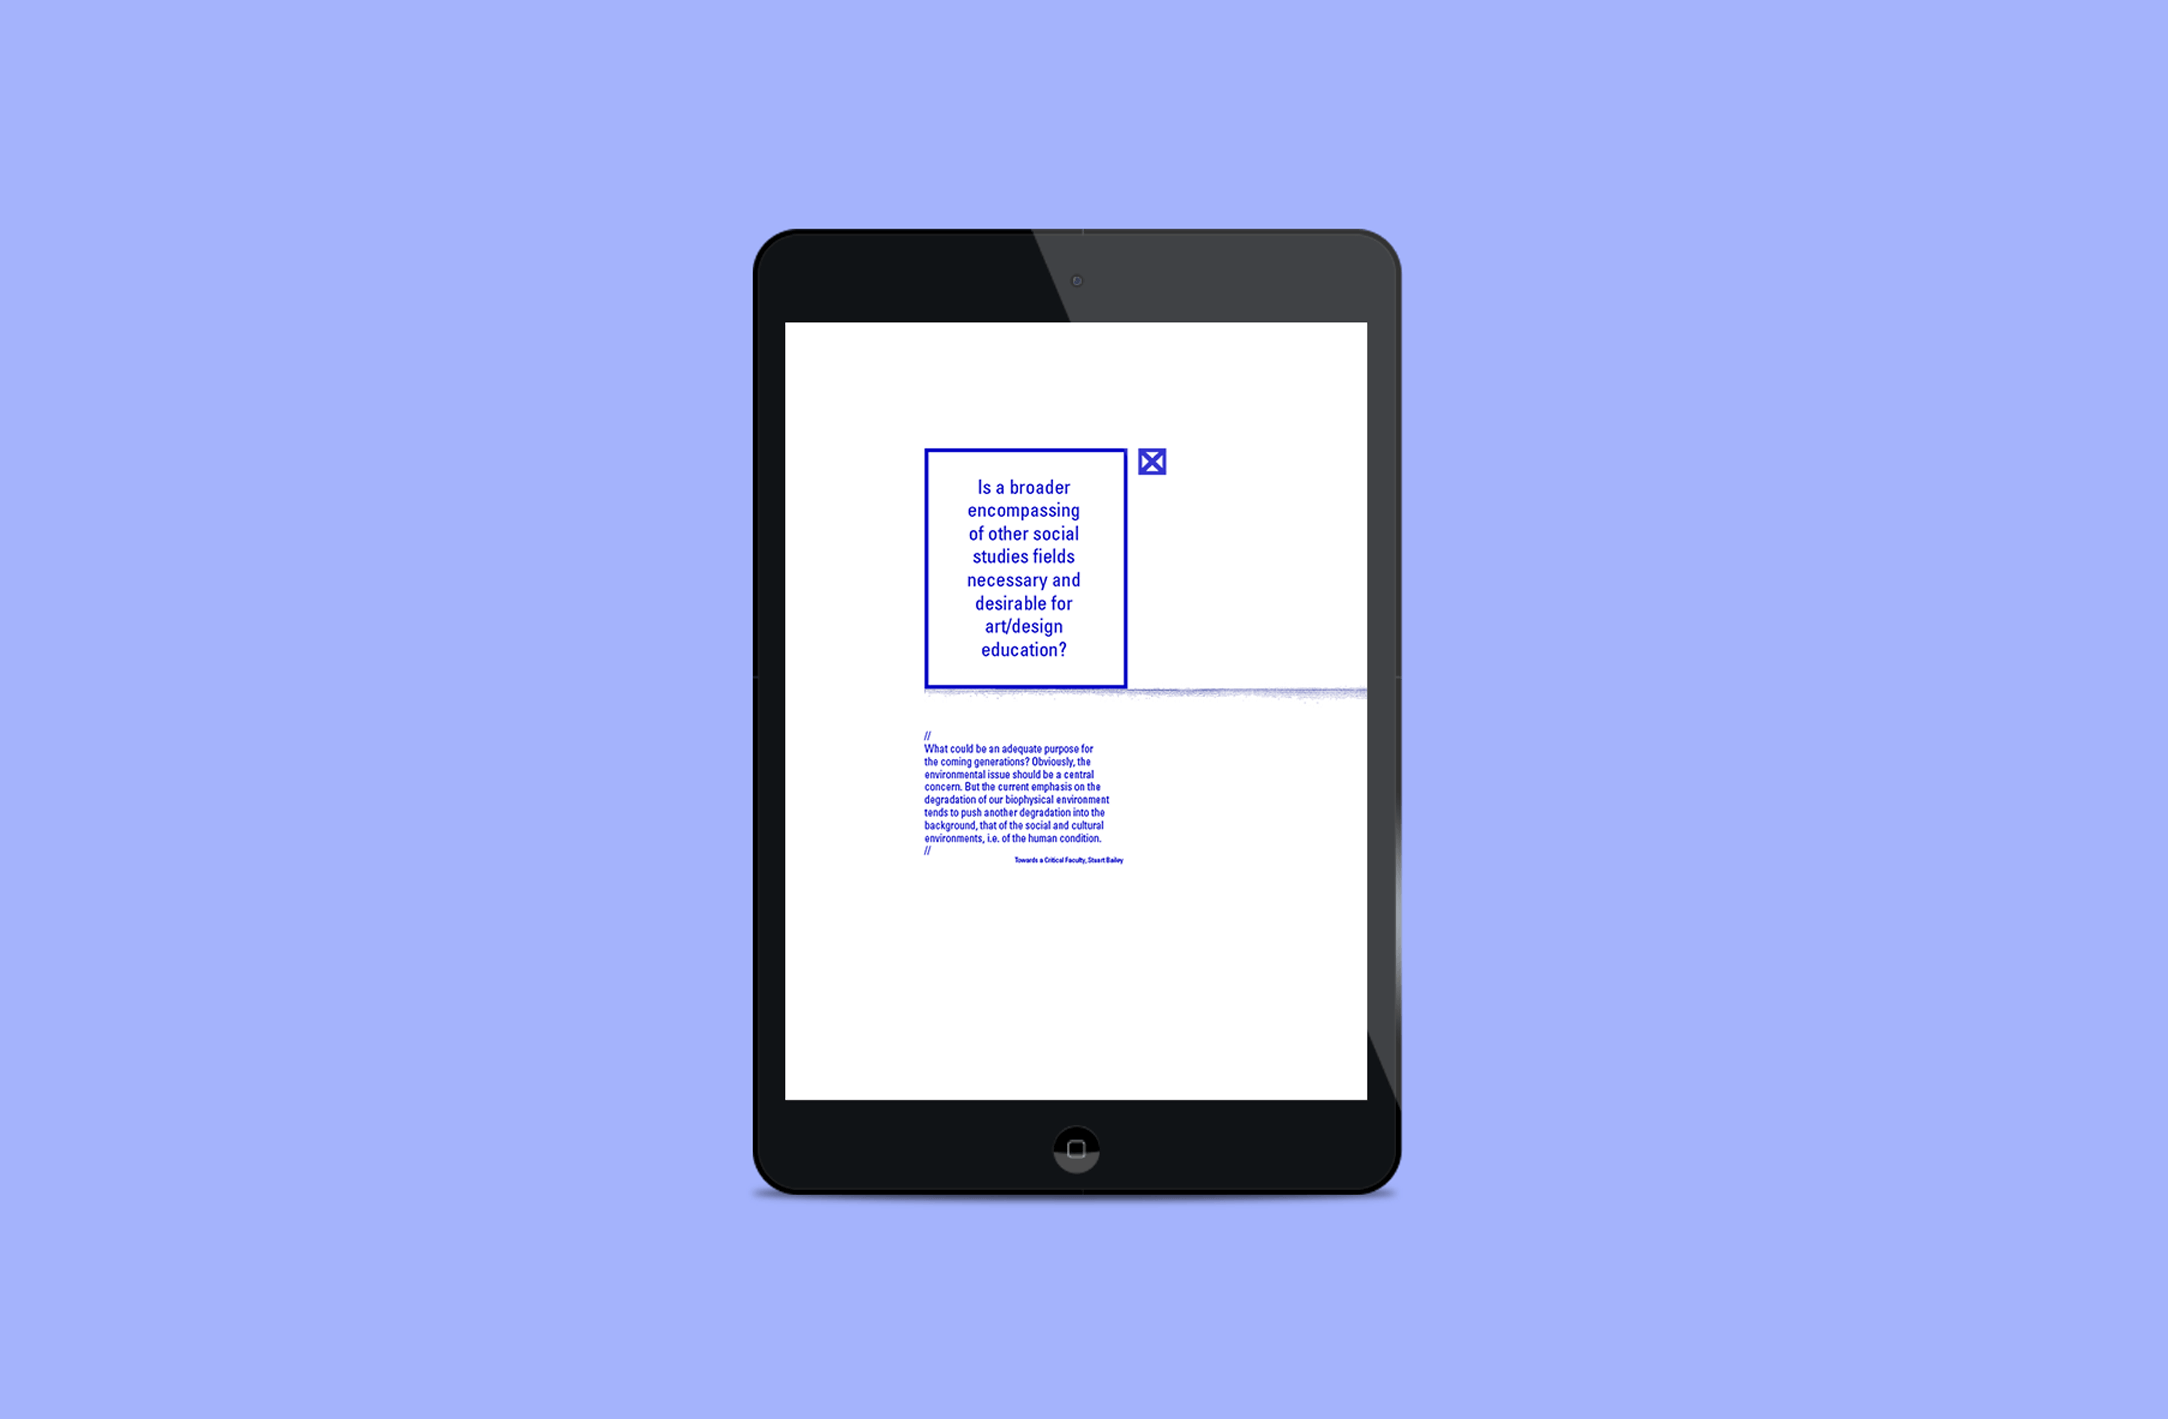 Is a broader
encompassing
of other social
studies fields
necessary and
desirable for
art/design
education?
//
What could be an adequate purpose for
the coming generations? Obviously, the
environmental issue should be a central
concern. But the current emphasis on the
degradation of our biophysical environment
tends to push another degradation into the
background, that of the social and cultural
environments, i.e. of the human condition.
//
Towards a Critical Faculty, Stuart Bailey